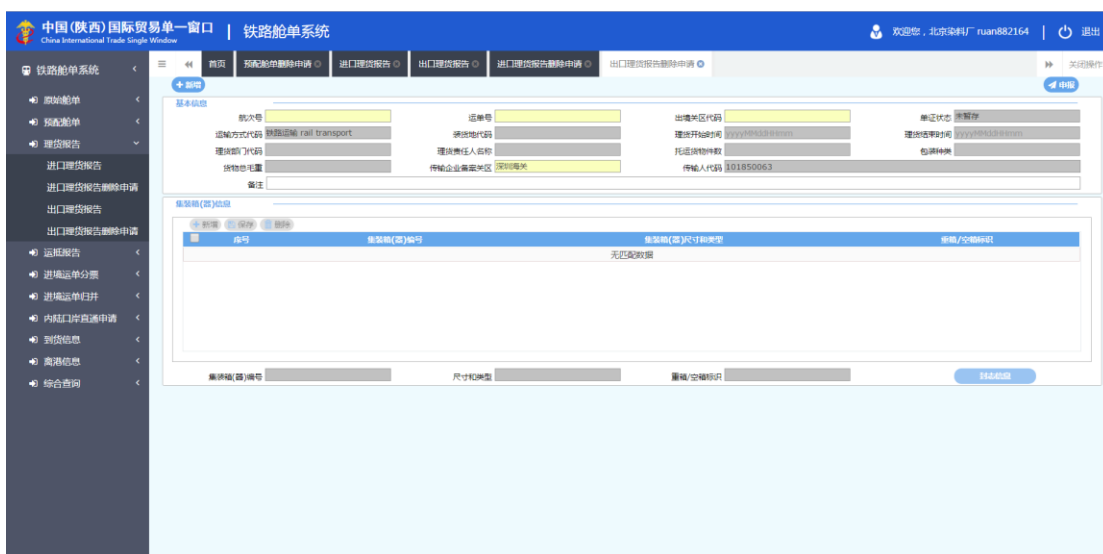 中国(陕西)国际贸易单一窗口 | 铁路舱单系统
China International Trade Single Window
欢迎您，北京染料厂 ruan882164 | 退出
铁路舱单系统
首页 预配舱单删除申请 进口理货报告 出口理货报告 进口理货报告删除申请 出口理货报告删除申请 关闭操作
新增 申报
原始舱单
预配舱单
理货报告
进口理货报告
进口理货报告删除申请
出口理货报告
出口理货报告删除申请
运抵报告
进境运单分票
进境运单归并
内陆口岸直通申请
到货信息
离港信息
综合查询
基本信息
航次号 运单号 出境关区代码 单证状态 未暂存
运输方式代码 铁路运输 rail transport 装货地代码 理货开始时间 yyyyMMddHHmm 理货结束时间 yyyyMMddHHmm
理货部门代码 理货责任人名称 托运货物件数 包装种类
货物总毛重 传输企业备案关区 深圳海关 传输人代码 101850063
备注
集装箱(器)信息
新增 保存 删除
序号 集装箱(器)编号 集装箱(器)尺寸和类型 重箱/空箱标识
无匹配数据
集装箱(器)编号 尺寸和类型 重箱/空箱标识